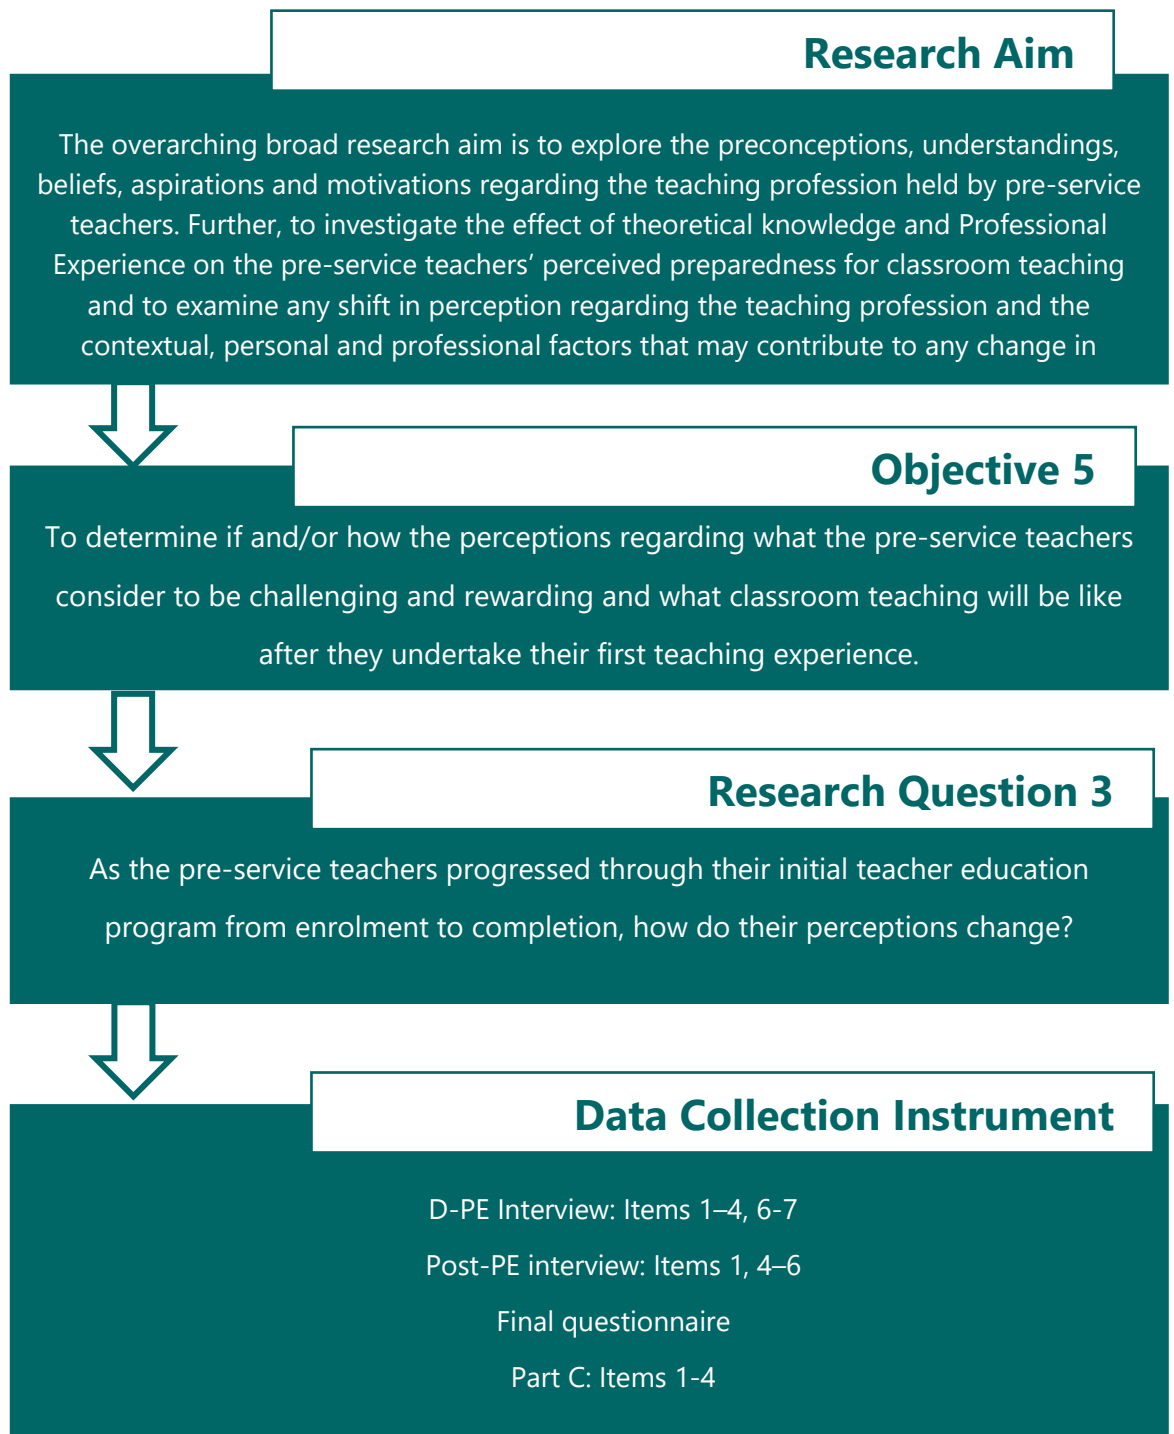 Research Aim
The overarching broad research aim is to explore the preconceptions, understandings,
beliefs, aspirations and motivations regarding the teaching profession held by pre-service
teachers. Further, to investigate the effect of theoretical knowledge and Professional
Experience on the pre-service teachers’ perceived preparedness for classroom teaching
and to examine any shift in perception regarding the teaching profession and the
contextual, personal and professional factors that may contribute to any change in
Objective 5
To determine if and/or how the perceptions regarding what the pre-service teachers
consider to be challenging and rewarding and what classroom teaching will be like
after they undertake their first teaching experience.
Research Question 3
As the pre-service teachers progressed through their initial teacher education
program from enrolment to completion, how do their perceptions change?
Data Collection Instrument
D-PE Interview: Items 1–4, 6-7
Post-PE interview: Items 1, 4–6
Final questionnaire
Part C: Items 1-4